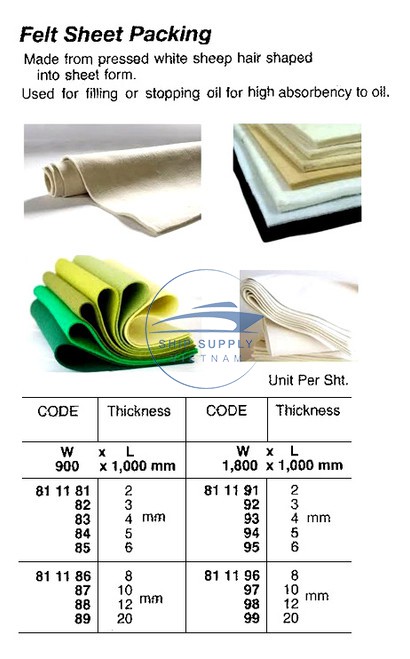 Felt Sheet Packing
Made from pressed white sheep hair shaped
into sheet form.
Used for filling or stopping oil for high absorbency to oil.
SHIP SUPPLY
VIETNAM
Unit Per Sht.
CODE Thickness CODE Thickness
W x L W x L
900 x 1,000 mm 1,800 x 1,000 mm
81 11 81 2 81 11 91 2
82 3 92 3
83 4 mm 93 4 mm
84 5 94 5
85 6 95 6
81 11 86 8 81 11 96 8
87 10 mm 97 10 mm
88 12 98 12
89 20 99 20